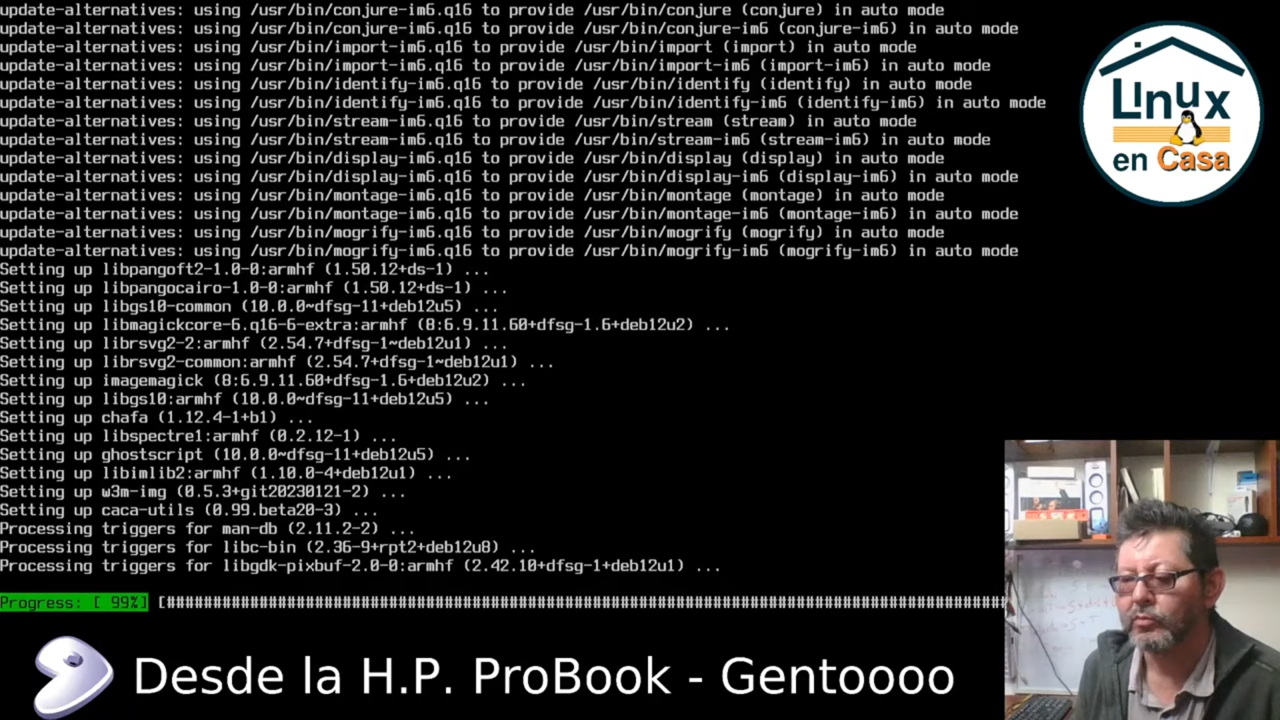 update-alternatives: using /usr/bin/conjure-im6.q16 to provide /usr/bin/conjure (conjure) in auto mode
update-alternatives: using /usr/bin/conjure-im6.q16 to provide /usr/bin/conjure-im6 (conjure-im6) in auto mode
update-alternatives: using /usr/bin/import-im6.q16 to provide /usr/bin/import (import) in auto mode
update-alternatives: using /usr/bin/import-im6.q16 to provide /usr/bin/import-im6 (import-im6) in auto mode
update-alternatives: using /usr/bin/identify-im6.q16 to provide /usr/bin/identify (identify) in auto mode
update-alternatives: using /usr/bin/identify-im6.q16 to provide /usr/bin/identify-im6 (identify-im6) in auto mode
update-alternatives: using /usr/bin/stream-im6.q16 to provide /usr/bin/stream (stream) in auto mode
update-alternatives: using /usr/bin/stream-im6.q16 to provide /usr/bin/stream-im6 (stream-im6) in auto mode
update-alternatives: using /usr/bin/display-im6.q16 to provide /usr/bin/display (display) in auto mode
update-alternatives: using /usr/bin/display-im6.q16 to provide /usr/bin/display-im6 (display-im6) in auto mode
update-alternatives: using /usr/bin/montage-im6.q16 to provide /usr/bin/montage (montage) in auto mode
update-alternatives: using /usr/bin/montage-im6.q16 to provide /usr/bin/montage-im6 (montage-im6) in auto mode
update-alternatives: using /usr/bin/mogrify-im6.q16 to provide /usr/bin/mogrify (mogrify) in auto mode
update-alternatives: using /usr/bin/mogrify-im6.q16 to provide /usr/bin/mogrify-im6 (mogrify-im6) in auto mode
Setting up libpangoft2-1.0-0:armhf (1.50.12+ds-1) ...
Setting up libpangocairo-1.0-0:armhf (1.50.12+ds-1) ...
Setting up libgs10-common (10.0.0~dfsg-11+deb12u5) ...
Setting up libmagickcore-6.q16-6-extra:armhf (8:6.9.11.60+dfsg-1.6+deb12u2) ...
Setting up librsvg2-2:armhf (2.54.7+dfsg-1~deb12u1) ...
Setting up librsvg2-common:armhf (2.54.7+dfsg-1~deb12u1) ...
Setting up imagemagick (8:6.9.11.60+dfsg-1.6+deb12u2) ...
Setting up libgs10:armhf (10.0.0~dfsg-11+deb12u5) ...
Setting up chafa (1.12.4-1+b1) ...
Setting up libspectre1:armhf (0.2.12-1) ...
Setting up ghostscript (10.0.0~dfsg-11+deb12u5) ...
Setting up libimlib2:armhf (1.10.0-4+deb12u1) ...
Setting up w3m-img (0.5.3+git20230121-2) ...
Setting up caca-utils (0.99.beta20-3) ...
Processing triggers for man-db (2.11.2-2) ...
Processing triggers for libc-bin (2.36-9+rpt2+deb12u8) ...
Processing triggers for libgdk-pixbuf-2.0-0:armhf (2.42.10+dfsg-1+deb12u1) ...
Progress: [ 99%] [###########################################################################################
Linux
en Casa
Desde la H.P. ProBook - Gentoooo